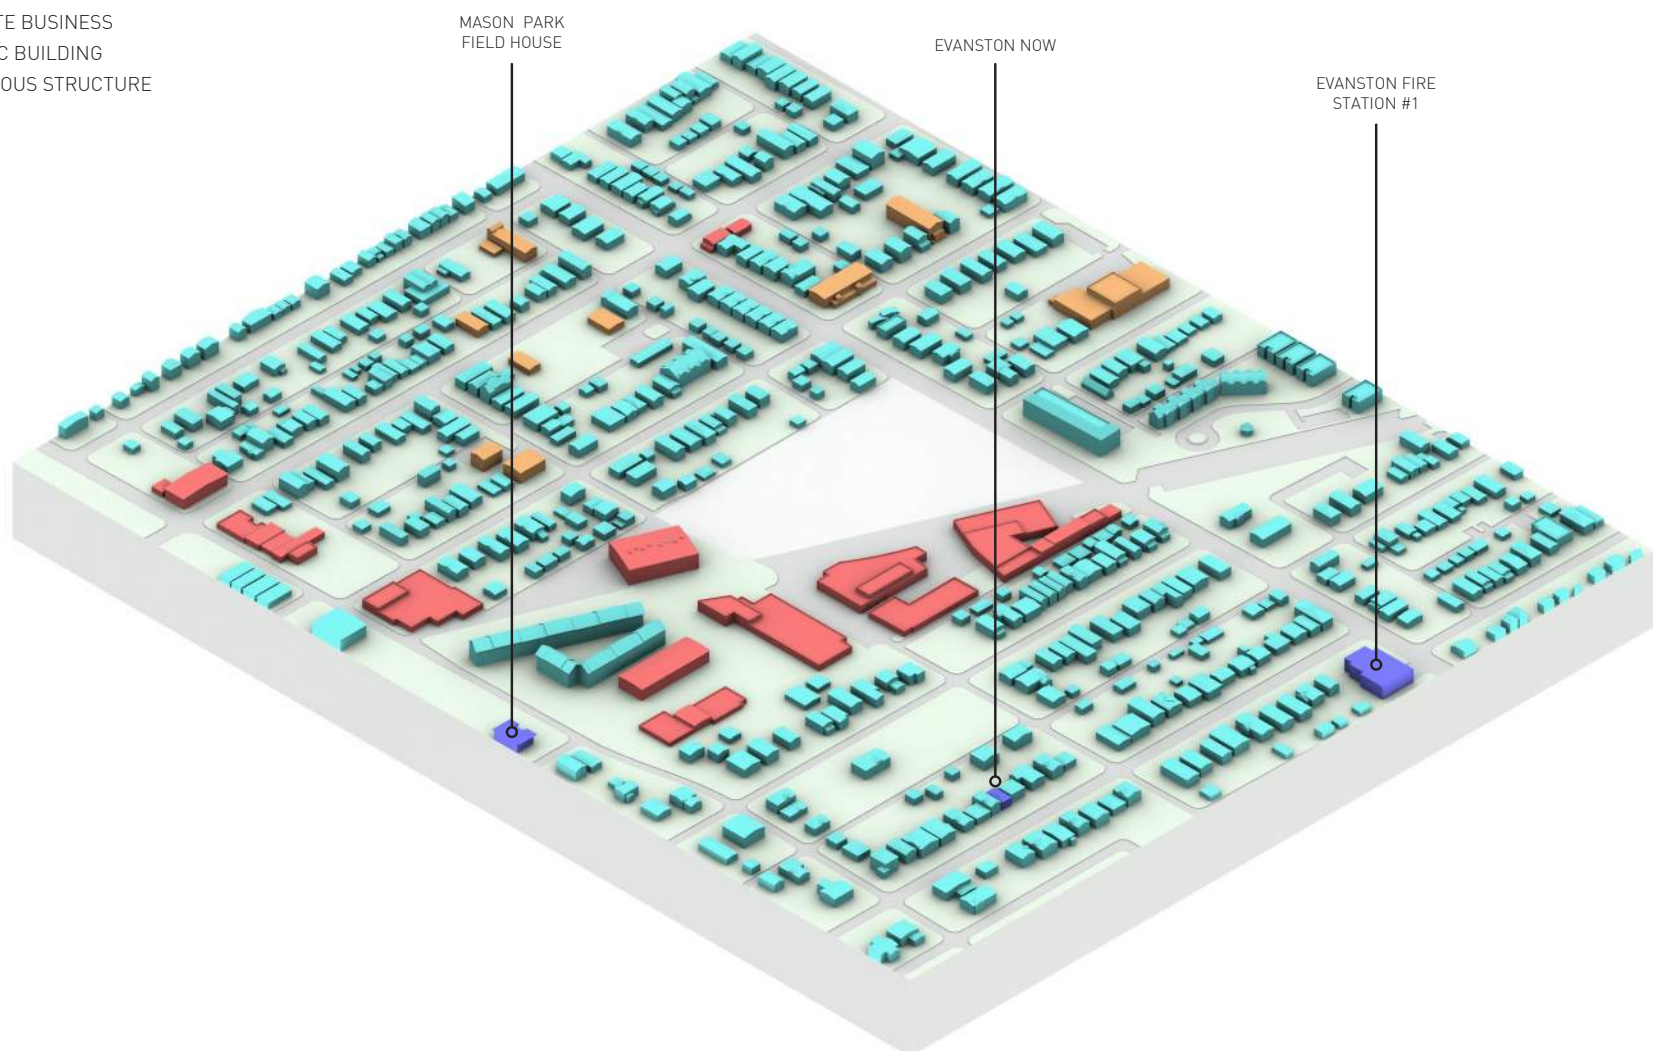 TE BUSINESS
C BUILDING
OUS STRUCTURE
MASON PARK
FIELD HOUSE
EVANSTON NOW
EVANSTON FIRE
STATION #1